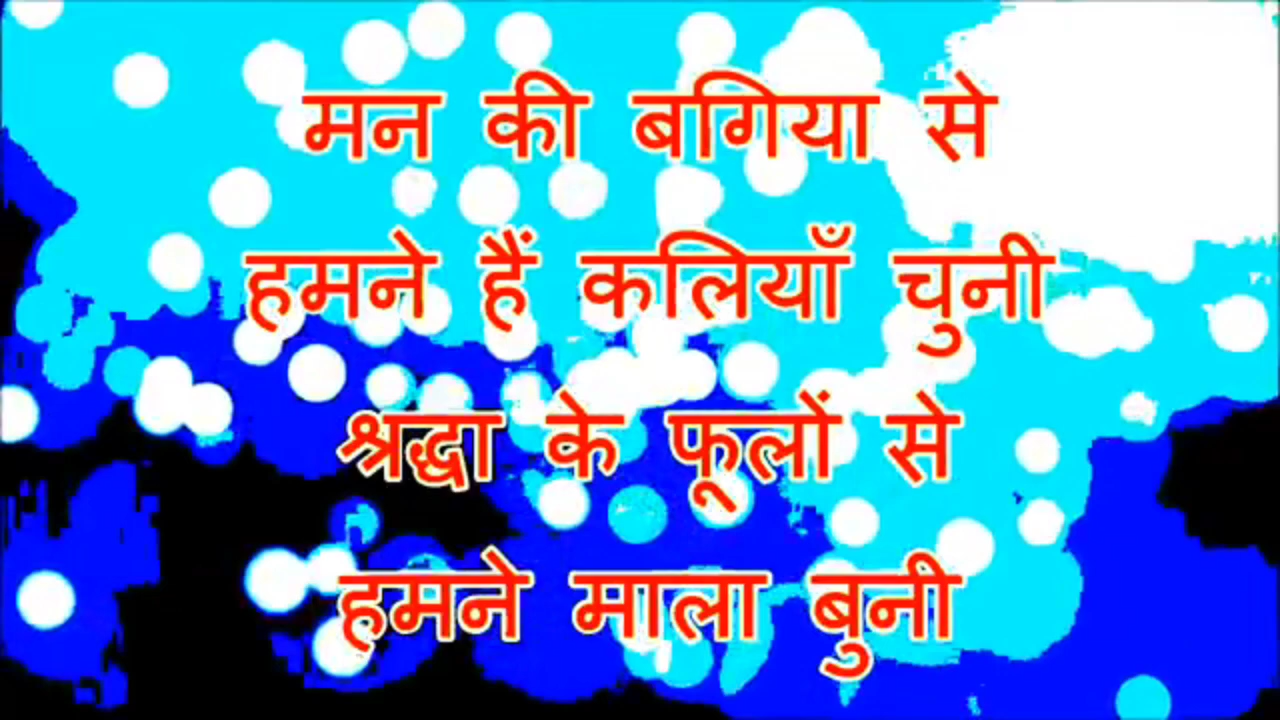 मन की बगिया से
हमने हैं कलियाँ चुनी
श्रद्धा के फूलों से
हमने माला बुनी